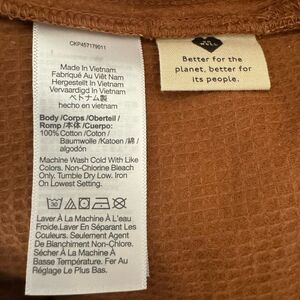 CKP457179011
Made In Vietnam
Fabriqué Au Viêt Nam
Hergestellt in Vietnam
Vervaardigd In Vietnam
ベトナム製
hecho en vietnam
Body /Corps /Oberteil /
Romp /本体 /Cuerpo:
100% Cotton /Coton /
Baumwolle /Katoen /綿 /
algodón
Machine Wash Cold With Like
Colors. Non-Chlorine Bleach
Only. Tumble Dry Low. Iron
On Lowest Setting.
Laver À La Machine À L'eau
Froide.Laver En Séparant Les
Couleurs. Seulement Agent
De Blanchiment Non-Chlore.
Sécher Par Machine À
Température Basse. Fer Au
Réglage Le Plus Bas.
WELL
Better for the
planet, better for
its people.